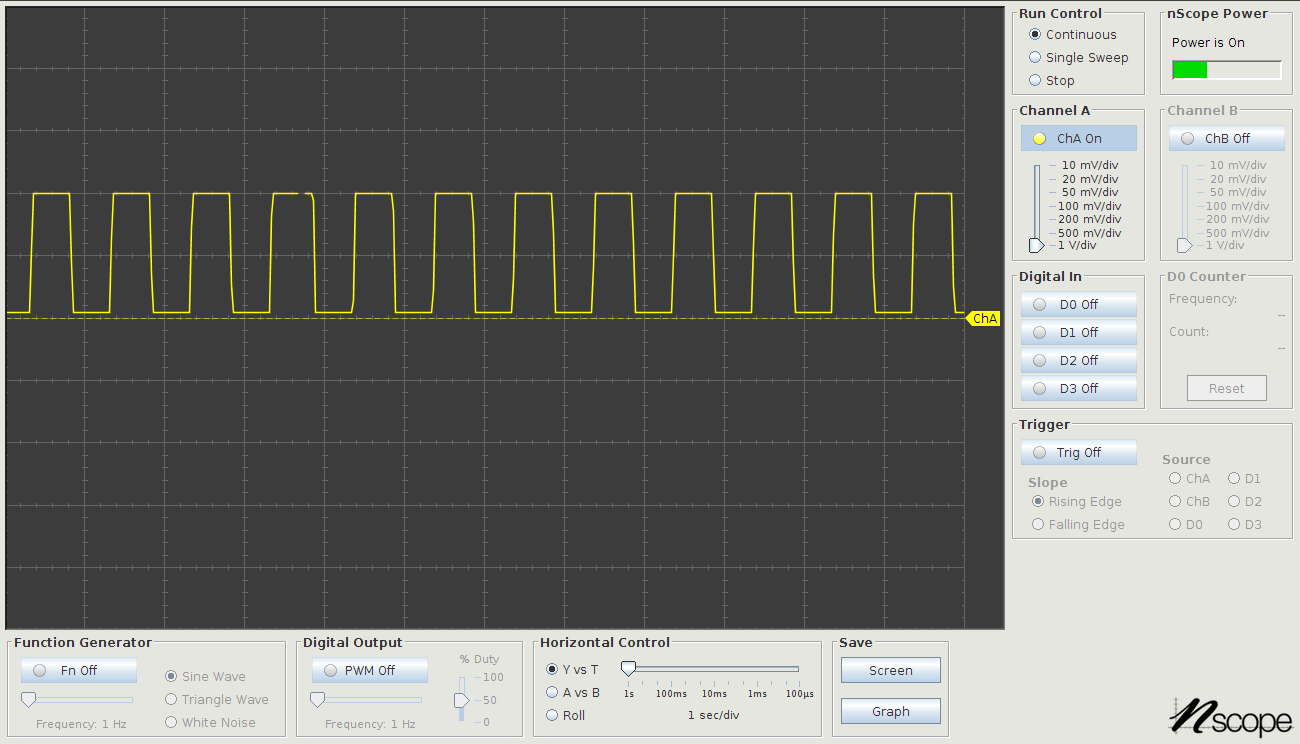 Run Control
Continuous
Single Sweep
Stop
nScope Power
Power is On
Channel A
ChA On
10 mV/div
20 mV/div
50 mV/div
100 mV/div
200 mV/div
500 mV/div
1 V/div
Channel B
ChB Off
10 mV/div
20 mV/div
50 mV/div
100 mV/div
200 mV/div
500 mV/div
1 V/div
ChA
Digital In
D0 Off
D1 Off
D2 Off
D3 Off
D0 Counter
Frequency:
--
Count:
--
Reset
Trigger
Trig Off
Slope
Rising Edge
Falling Edge
Source
ChA D1
ChB D2
D0 D3
Function Generator
Fn Off
Frequency: 1 Hz
Sine Wave
Triangle Wave
White Noise
Digital Output
PWM Off
Frequency: 1 Hz
% Duty
100
50
0
Horizontal Control
Y vs T
A vs B
Roll
1s 100ms 10ms 1ms 100µs
1 sec/div
Save
Screen
Graph
nscope